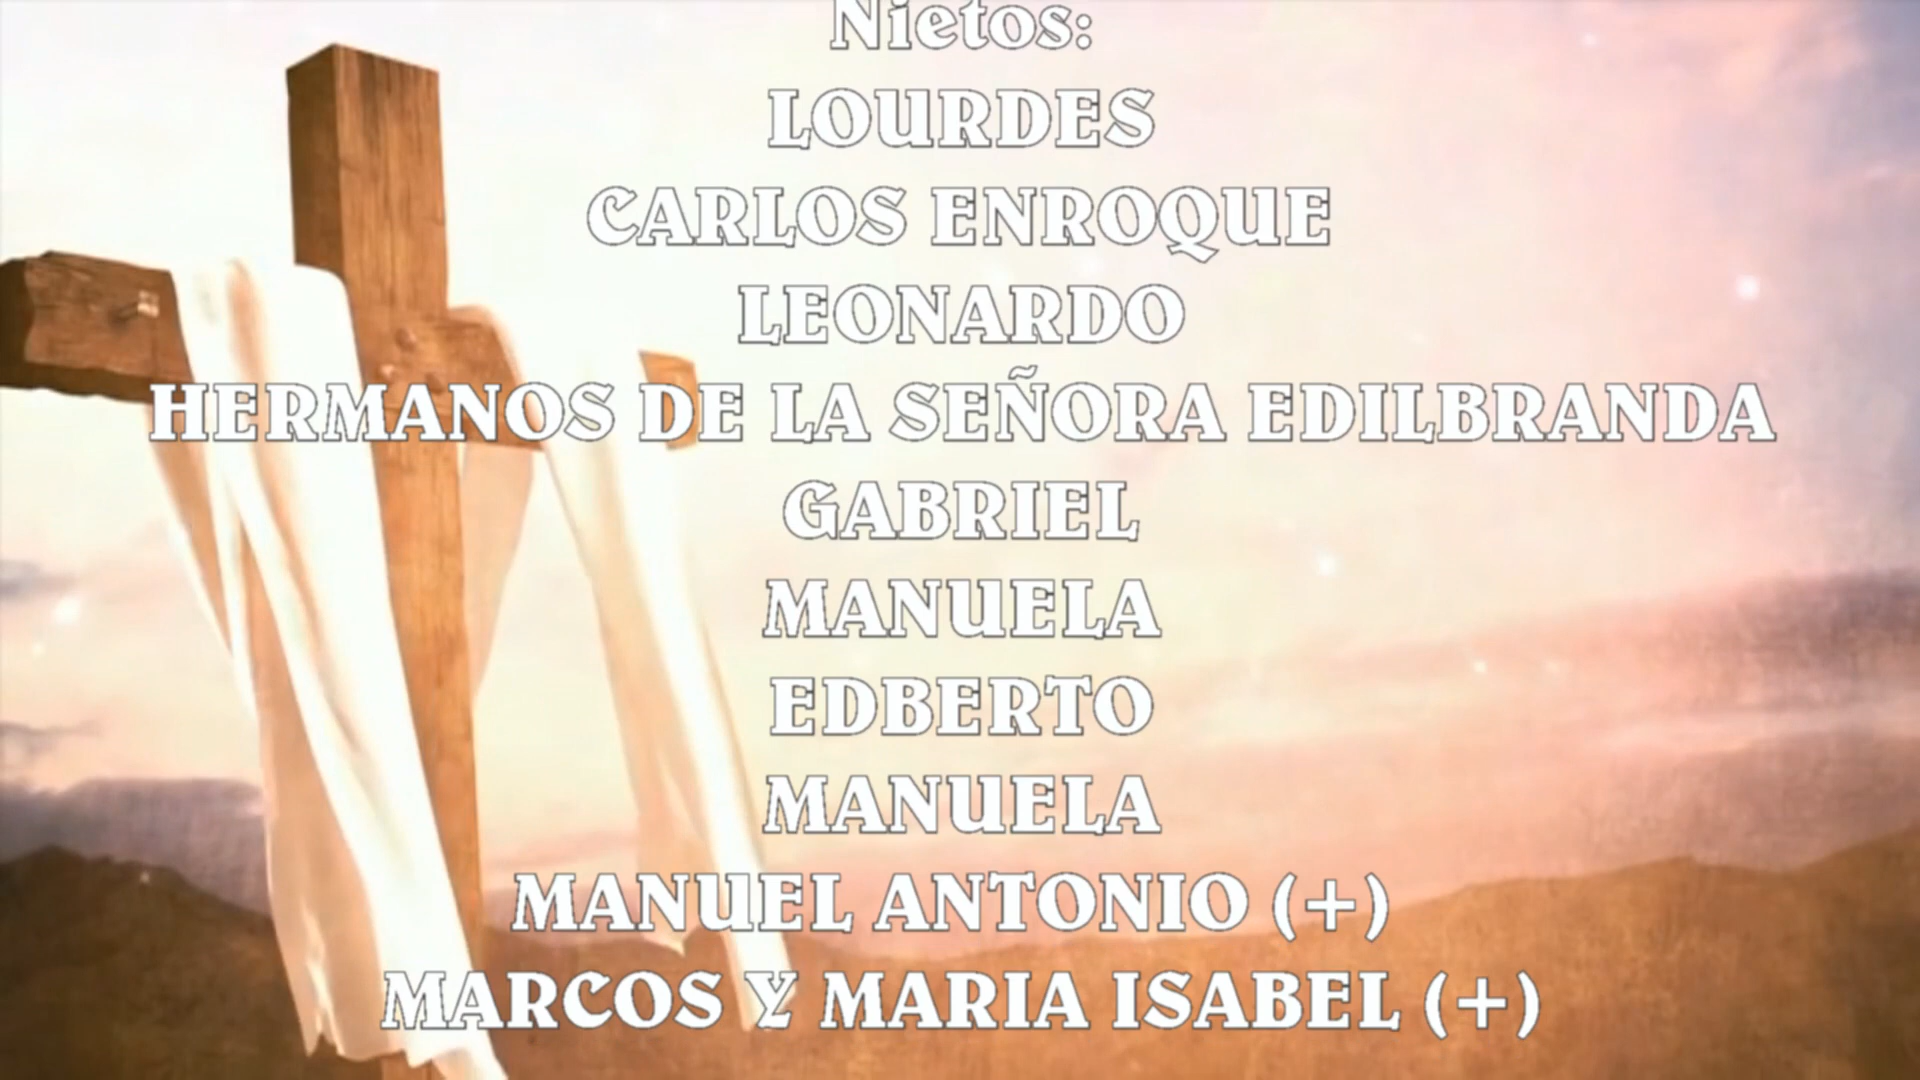 Nietos:
LOURDES
CARLOS ENROQUE
LEONARDO
HERMANOS DE LA SEÑORA EDILBRANDA
GABRIEL
MANUELA
EDBERTO
MANUELA
MANUEL ANTONIO (+)
MARCOS Y MARIA ISABEL (+)